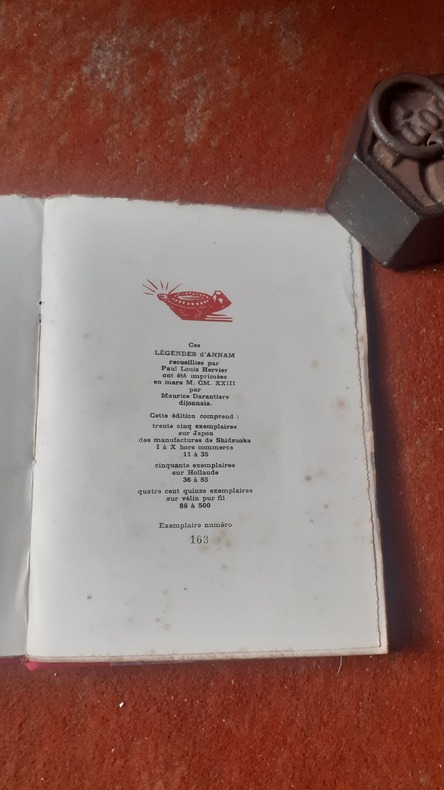 Ces
LÉGENDES d'ANNAM
recueillies par
Paul Louis Hervier
ont été imprimées
en mars M. CM. XXIII
par
Maurice Darantiere
dijonnais.
Cette édition comprend :
trente cinq exemplaires
sur Japon
des manufactures de Shidzuoka
I à X hors commerce
11 à 35
cinquante exemplaires
sur Hollande
36 à 85
quatre cent quinze exemplaires
sur vélin pur fil
86 à 500
Exemplaire numéro
163